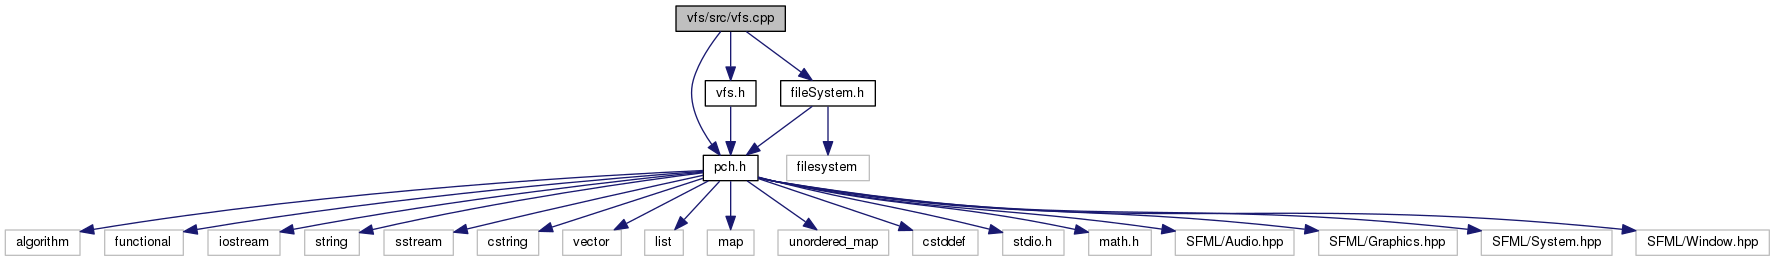 vfs/src/vfs.cpp
vfs.h
fileSystem.h
pch.h
filesystem
algorithm
functional
iostream
string
sstream
cstring
vector
list
map
unordered_map
cstddef
stdio.h
math.h
SFML/Audio.hpp
SFML/Graphics.hpp
SFML/System.hpp
SFML/Window.hpp